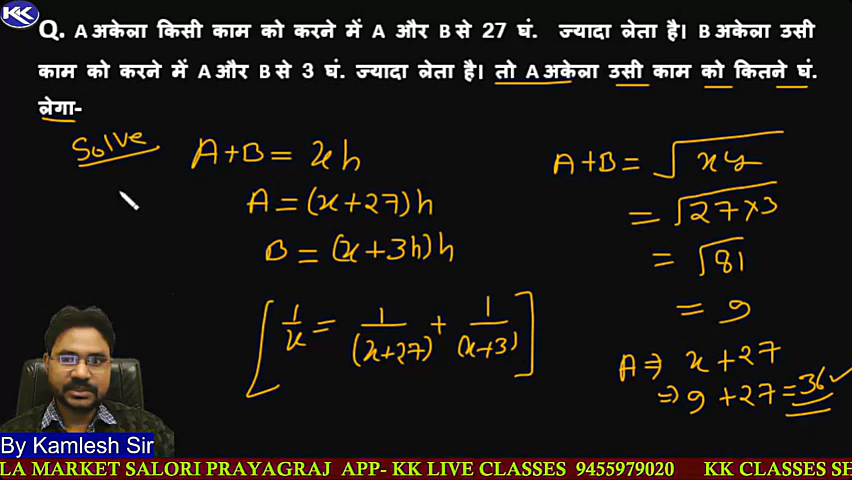 KK
Q. A अकेला किसी काम को करने में A और B से 27 घं. ज्यादा लेता है। B अकेला उसी
काम को करने में A और B से 3 घं. ज्यादा लेता है। तो A अकेला उसी काम को कितने घं.
लेगा-
Solve
A+B = x h
A = (x+27)h
B = (x+3h)h
[1/x = 1/(x+27) + 1/(x+3)]
A+B = √xy
= √27×3
= √81
= 9
A ⇒ x+27
⇒ 9+27 = 36 ✓
By Kamlesh Sir
LA MARKET SALORI PRAYAGRAJ APP- KK LIVE CLASSES 9455979020 KK CLASSES SH